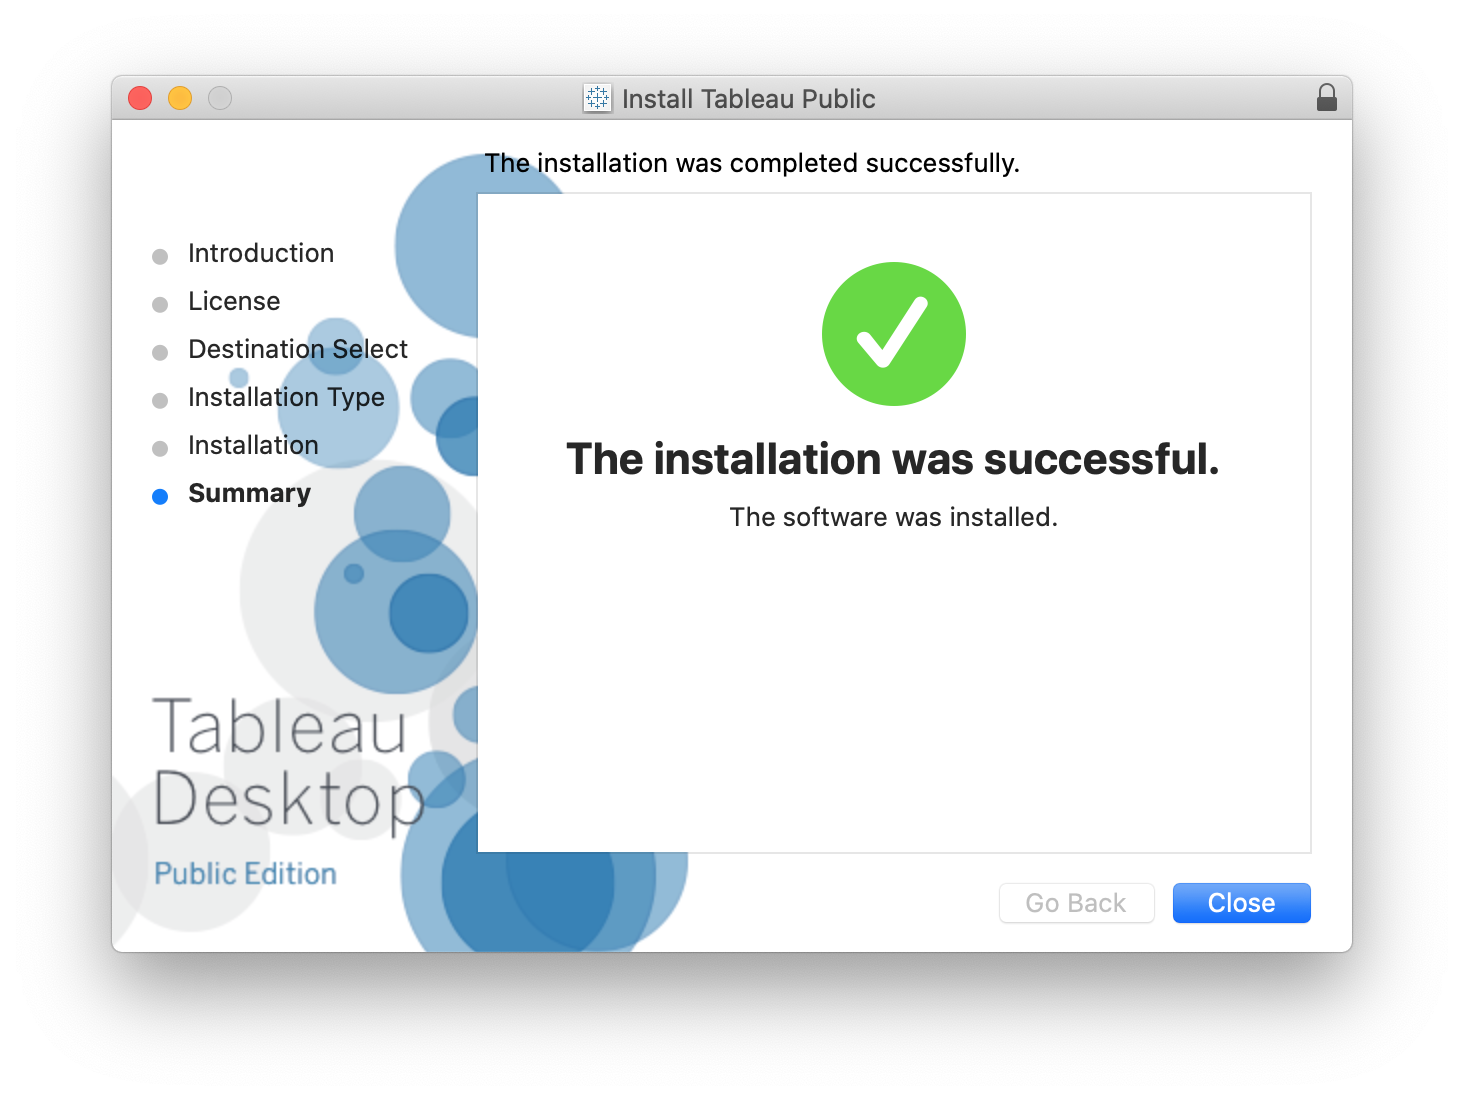 Install Tableau Public
The installation was completed successfully.
Introduction
License
Destination Select
Installation Type
Installation
Summary
The installation was successful.
The software was installed.
Tableau
Desktop
Public Edition
Go Back
Close